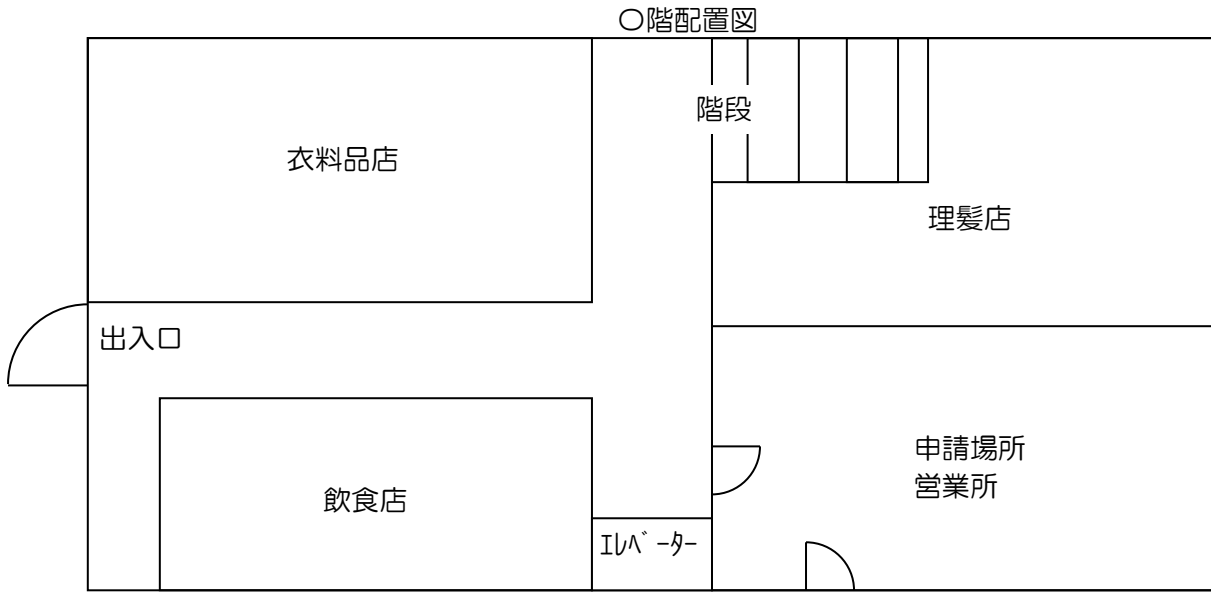 〇階配置図
階段
衣料品店
理髪店
出入口
申請場所
営業所
飲食店
ｴﾚﾍﾞｰﾀｰ